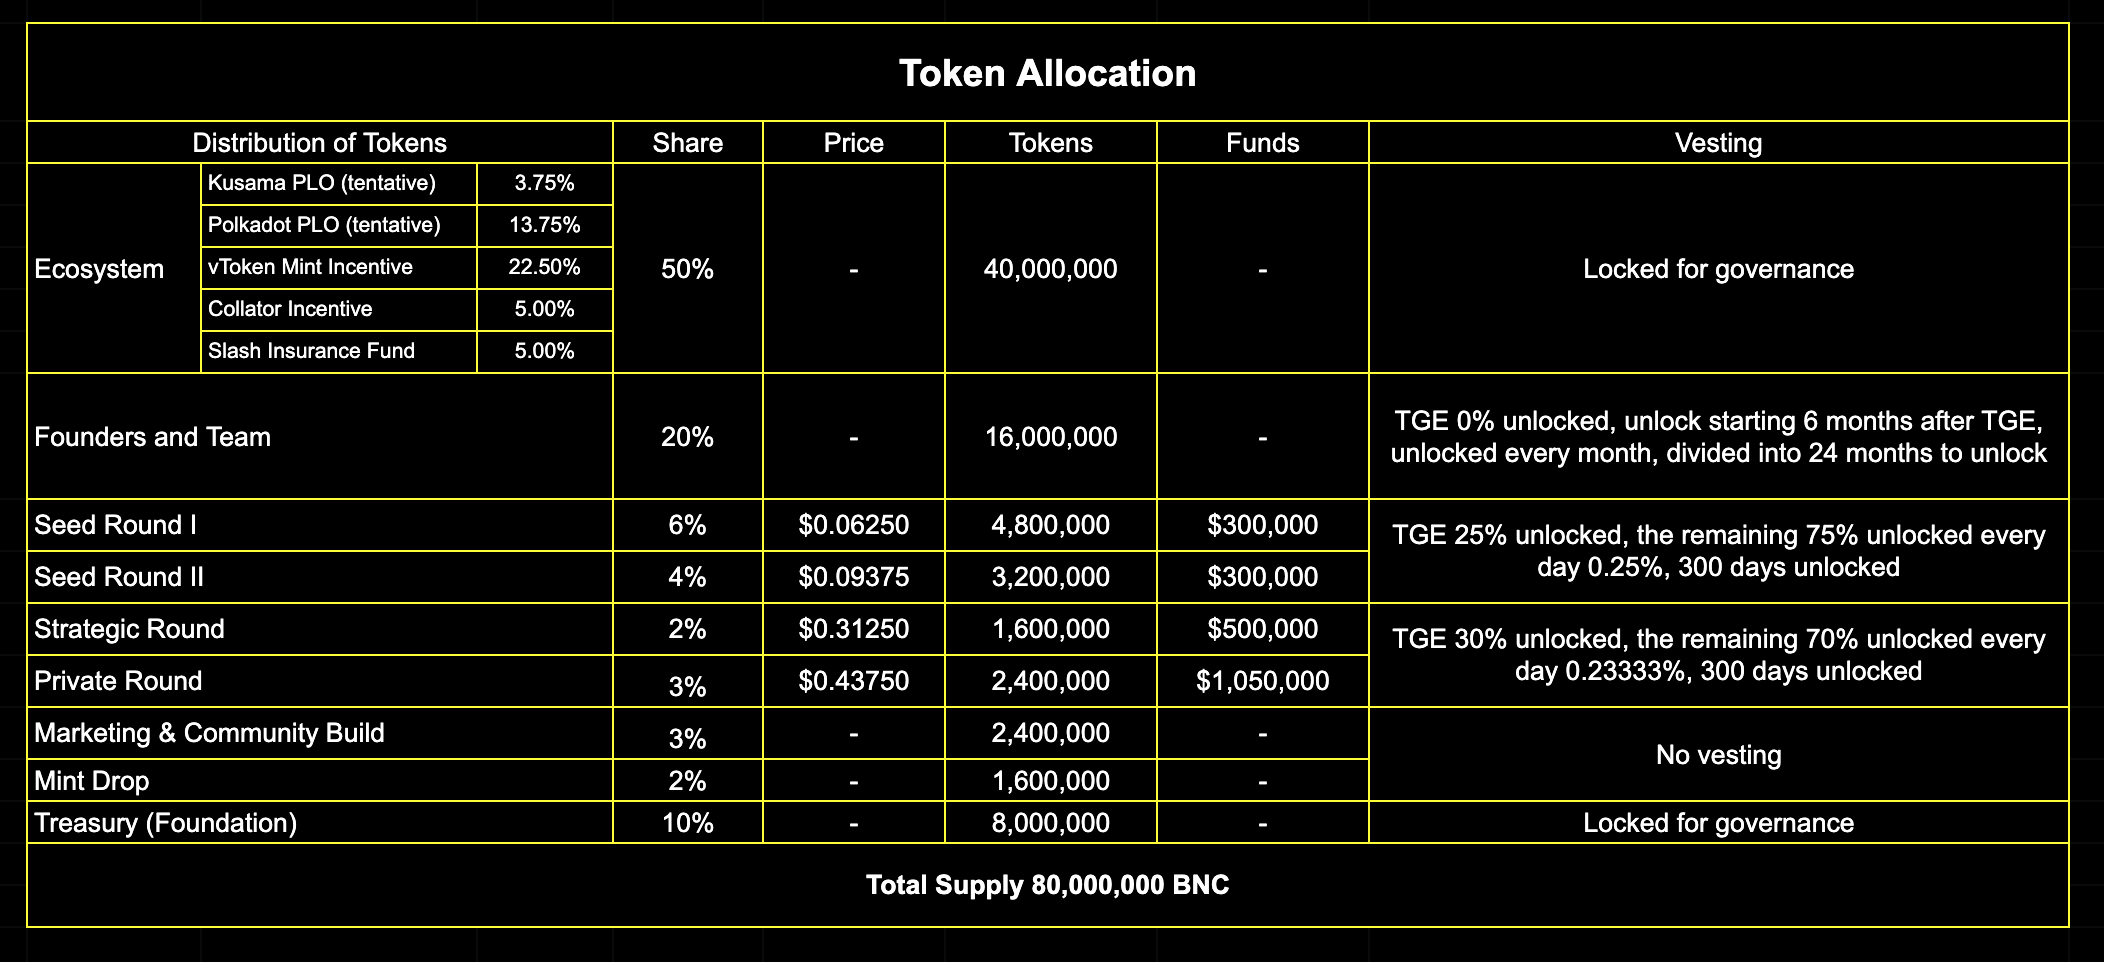 Token Allocation
Distribution of Tokens Share Price Tokens Funds Vesting
Ecosystem
Kusama PLO (tentative) 3.75%
Polkadot PLO (tentative) 13.75%
vToken Mint Incentive 22.50%
Collator Incentive 5.00%
Slash Insurance Fund 5.00%
50% - 40,000,000 - Locked for governance
Founders and Team 20% - 16,000,000 -
TGE 0% unlocked, unlock starting 6 months after TGE,
unlocked every month, divided into 24 months to unlock
Seed Round I 6% $0.06250 4,800,000 $300,000
Seed Round II 4% $0.09375 3,200,000 $300,000
TGE 25% unlocked, the remaining 75% unlocked every
day 0.25%, 300 days unlocked
Strategic Round 2% $0.31250 1,600,000 $500,000
Private Round 3% $0.43750 2,400,000 $1,050,000
TGE 30% unlocked, the remaining 70% unlocked every
day 0.23333%, 300 days unlocked
Marketing & Community Build 3% - 2,400,000 -
Mint Drop 2% - 1,600,000 -
No vesting
Treasury (Foundation) 10% - 8,000,000 - Locked for governance
Total Supply 80,000,000 BNC